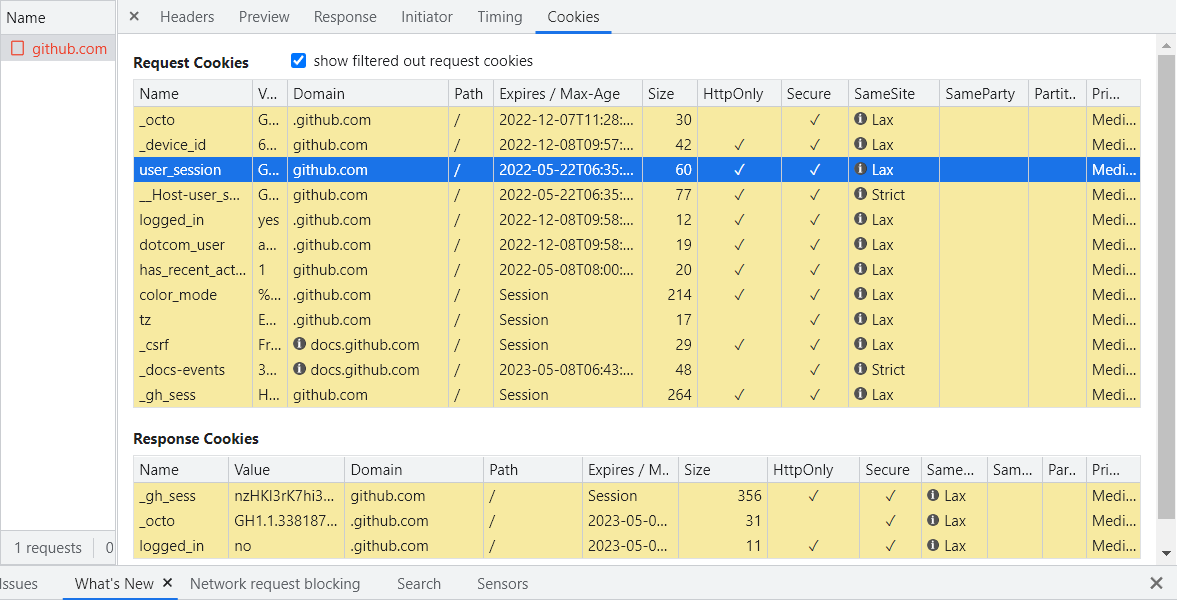 Name
✕ Headers Preview Response Initiator Timing Cookies
github.com
Request Cookies ✓ show filtered out request cookies
Name V... Domain Path Expires / Max-Age Size HttpOnly Secure SameSite SameParty Partit.. Pri...
_octo G... .github.com / 2022-12-07T11:28:... 30 ✓ Lax Medi...
_device_id 6... github.com / 2022-12-08T09:57:... 42 ✓ ✓ Lax Medi...
user_session G... github.com / 2022-05-22T06:35:... 60 ✓ ✓ Lax Medi...
__Host-user_s... G... github.com / 2022-05-22T06:35:... 77 ✓ ✓ Strict Medi...
logged_in yes .github.com / 2022-12-08T09:58:... 12 ✓ ✓ Lax Medi...
dotcom_user a... .github.com / 2022-12-08T09:58:... 19 ✓ ✓ Lax Medi...
has_recent_act... 1 github.com / 2022-05-08T08:00:... 20 ✓ ✓ Lax Medi...
color_mode %... .github.com / Session 214 ✓ ✓ Lax Medi...
tz E... .github.com / Session 17 ✓ Lax Medi...
_csrf Fr... docs.github.com / Session 29 ✓ ✓ Lax Medi...
_docs-events 3... docs.github.com / 2023-05-08T06:43:... 48 ✓ Strict Medi...
_gh_sess H... github.com / Session 264 ✓ ✓ Lax Medi...
Response Cookies
Name Value Domain Path Expires / M.. Size HttpOnly Secure Same... Sam... Par.. Pri...
_gh_sess nzHKI3rK7hi3... github.com / Session 356 ✓ ✓ Lax Medi...
_octo GH1.1.338187... .github.com / 2023-05-0... 31 ✓ Lax Medi...
logged_in no .github.com / 2023-05-0... 11 ✓ ✓ Lax Medi...
1 requests 0
Issues What's New ✕ Network request blocking Search Sensors ✕